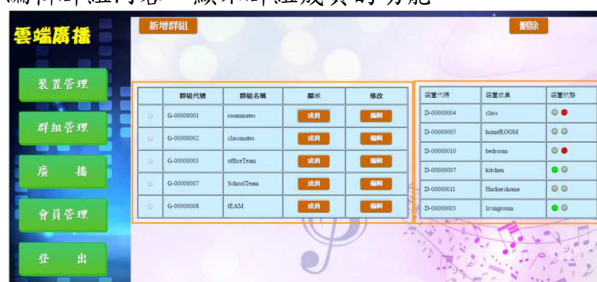 編輯群組內容、顯示群組成員的功能
雲端廣播
新增群組
刪除
裝置管理
群組管理
廣 播
會員管理
登 出
群組代號 群組名稱 顯示 修改
G-00000001 roommates 成員 編輯
G-00000002 classmates 成員 編輯
G-00000003 officeTeam 成員 編輯
G-00000007 SchoolTeam 成員 編輯
G-00000008 tEAM 成員 編輯
裝置代碼 裝置成員 裝置狀態
D-00000004 class
D-00000005 homeROOM
D-00000010 bedroom
D-00000007 kitchen
D-00000011 Hackershome
D-00000003 livingroom